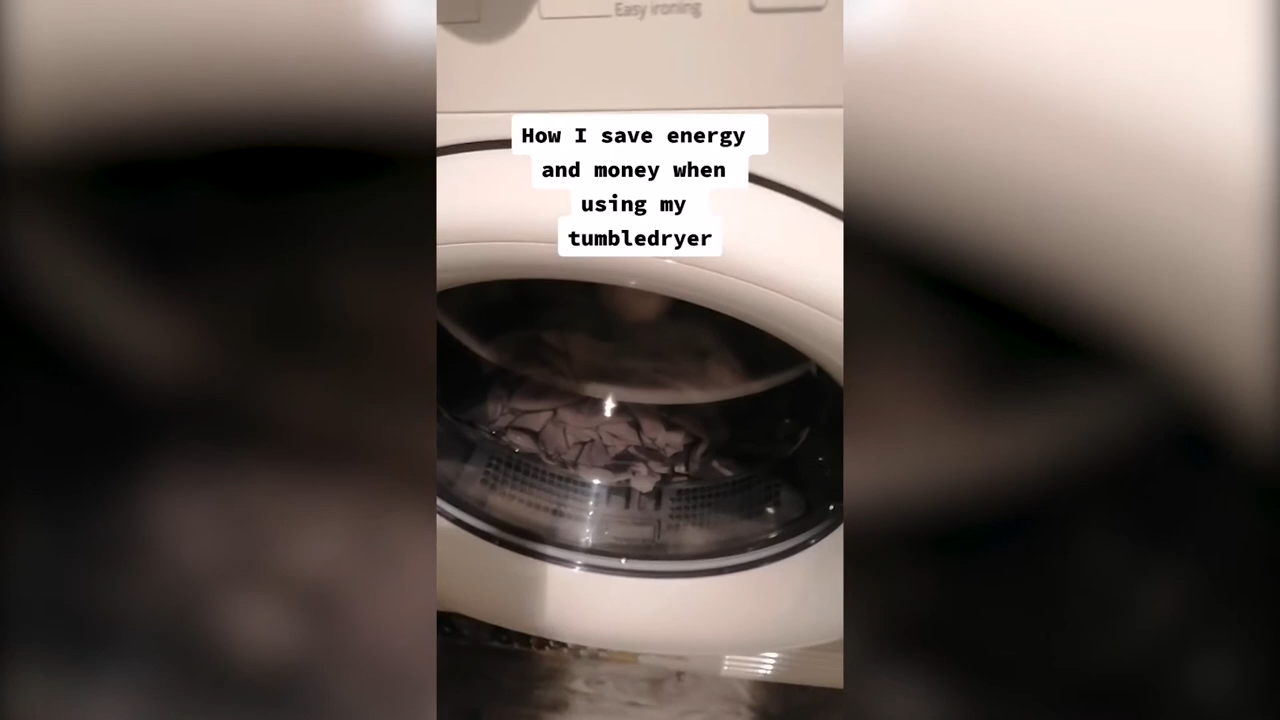 Easy ironing
How I save energy
and money when
using my
tumbledryer